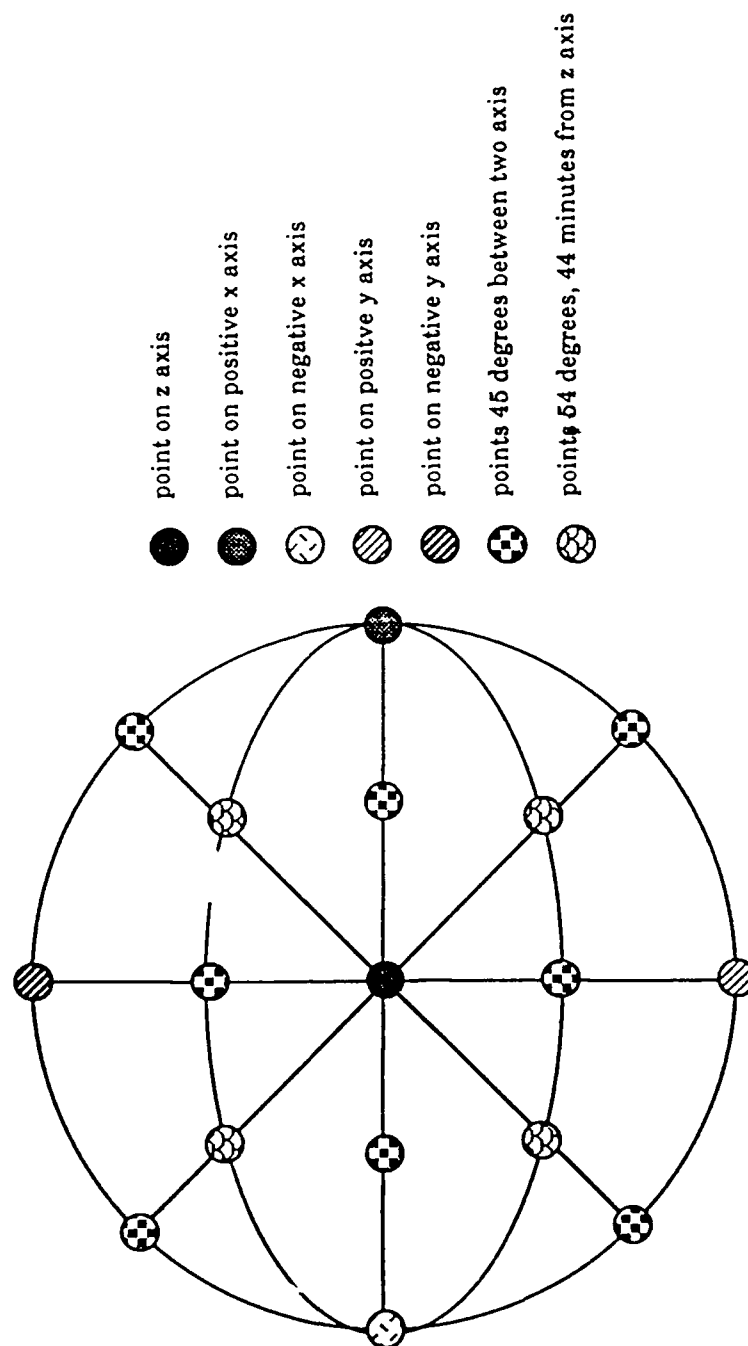 point on z axis
point on positive x axis
point on negative x axis
point on positve y axis
point on negative y axis
points 45 degrees between two axis
points 54 degrees, 44 minutes from z axis